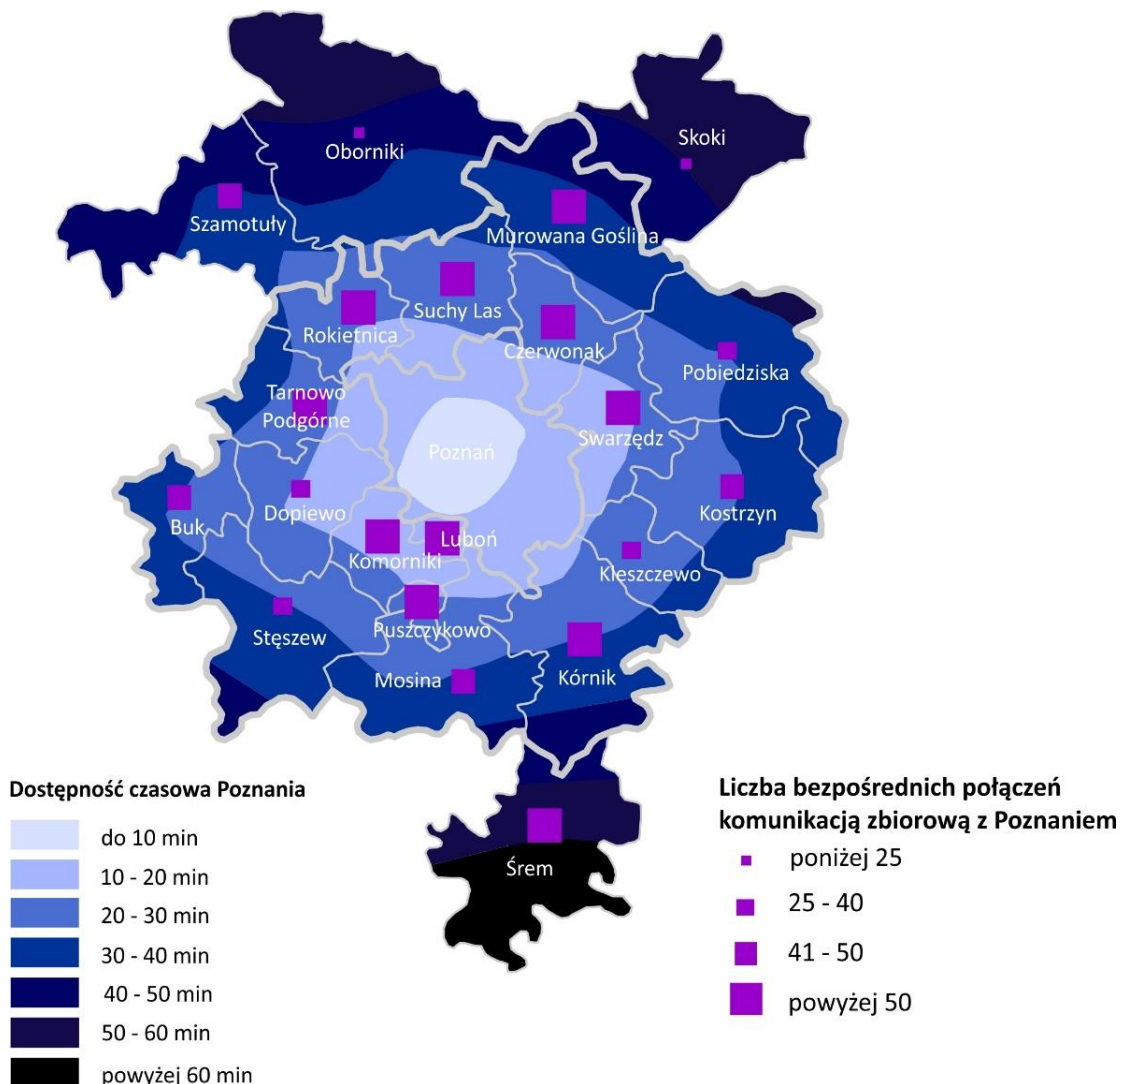 Skoki
Oborniki
Szamotuły
Murowana Goślina
Suchy Las
Rokietnica
Czerwonak
Pobiedziska
Tarnowo
Podgórne
Swarzędz
Poznań
Dopiewo
Buk
Kostrzyn
Luboń
Komorniki
Kleszczewo
Puszczykowo
Stęszew
Mosina
Kórnik
Śrem
Dostępność czasowa Poznania
do 10 min
10 - 20 min
20 - 30 min
30 - 40 min
40 - 50 min
50 - 60 min
powyżej 60 min
Liczba bezpośrednich połączeń
komunikacją zbiorową z Poznaniem
poniżej 25
25 - 40
41 - 50
powyżej 50